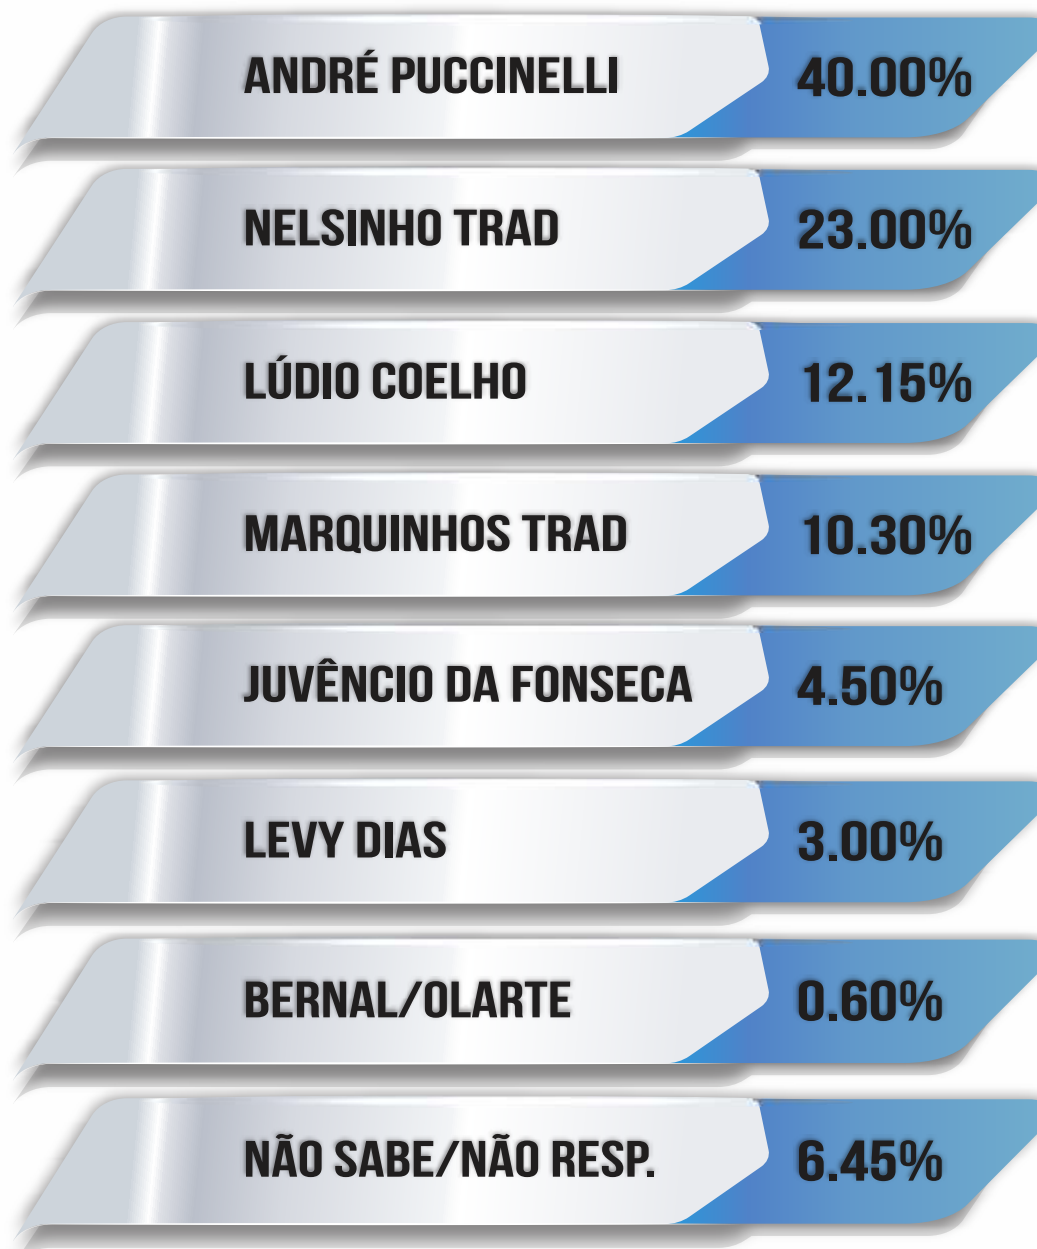 ANDRÉ PUCCINELLI 40.00%
NELSINHO TRAD 23.00%
LÚDIO COELHO 12.15%
MARQUINHOS TRAD 10.30%
JUVÊNCIO DA FONSECA 4.50%
LEVY DIAS 3.00%
BERNAL/OLARTE 0.60%
NÃO SABE/NÃO RESP. 6.45%